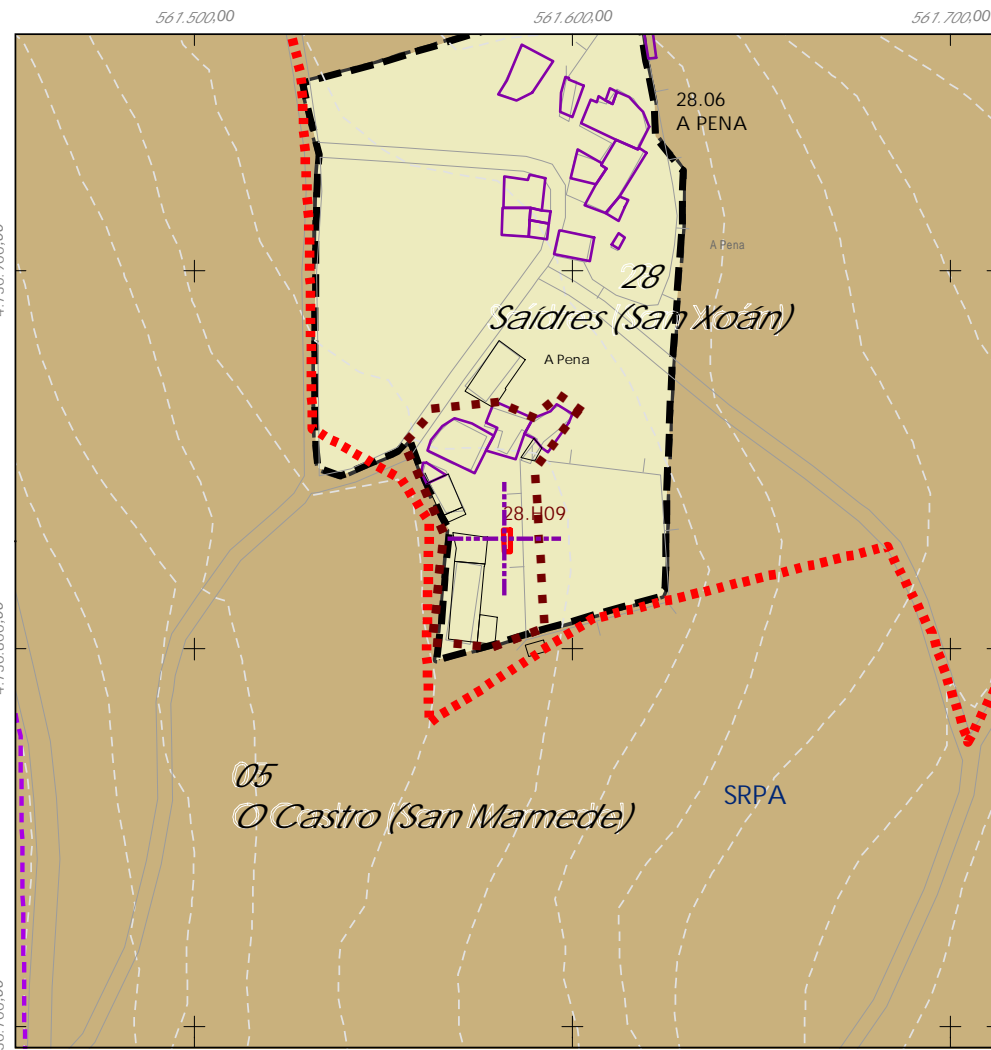 561.500,00
561.600,00
561.700,00
28.06
A PENA
A Pena
28
Saídres (San Xoán)
A Pena
28.H09
05
O Castro (San Mamede)
SRPA